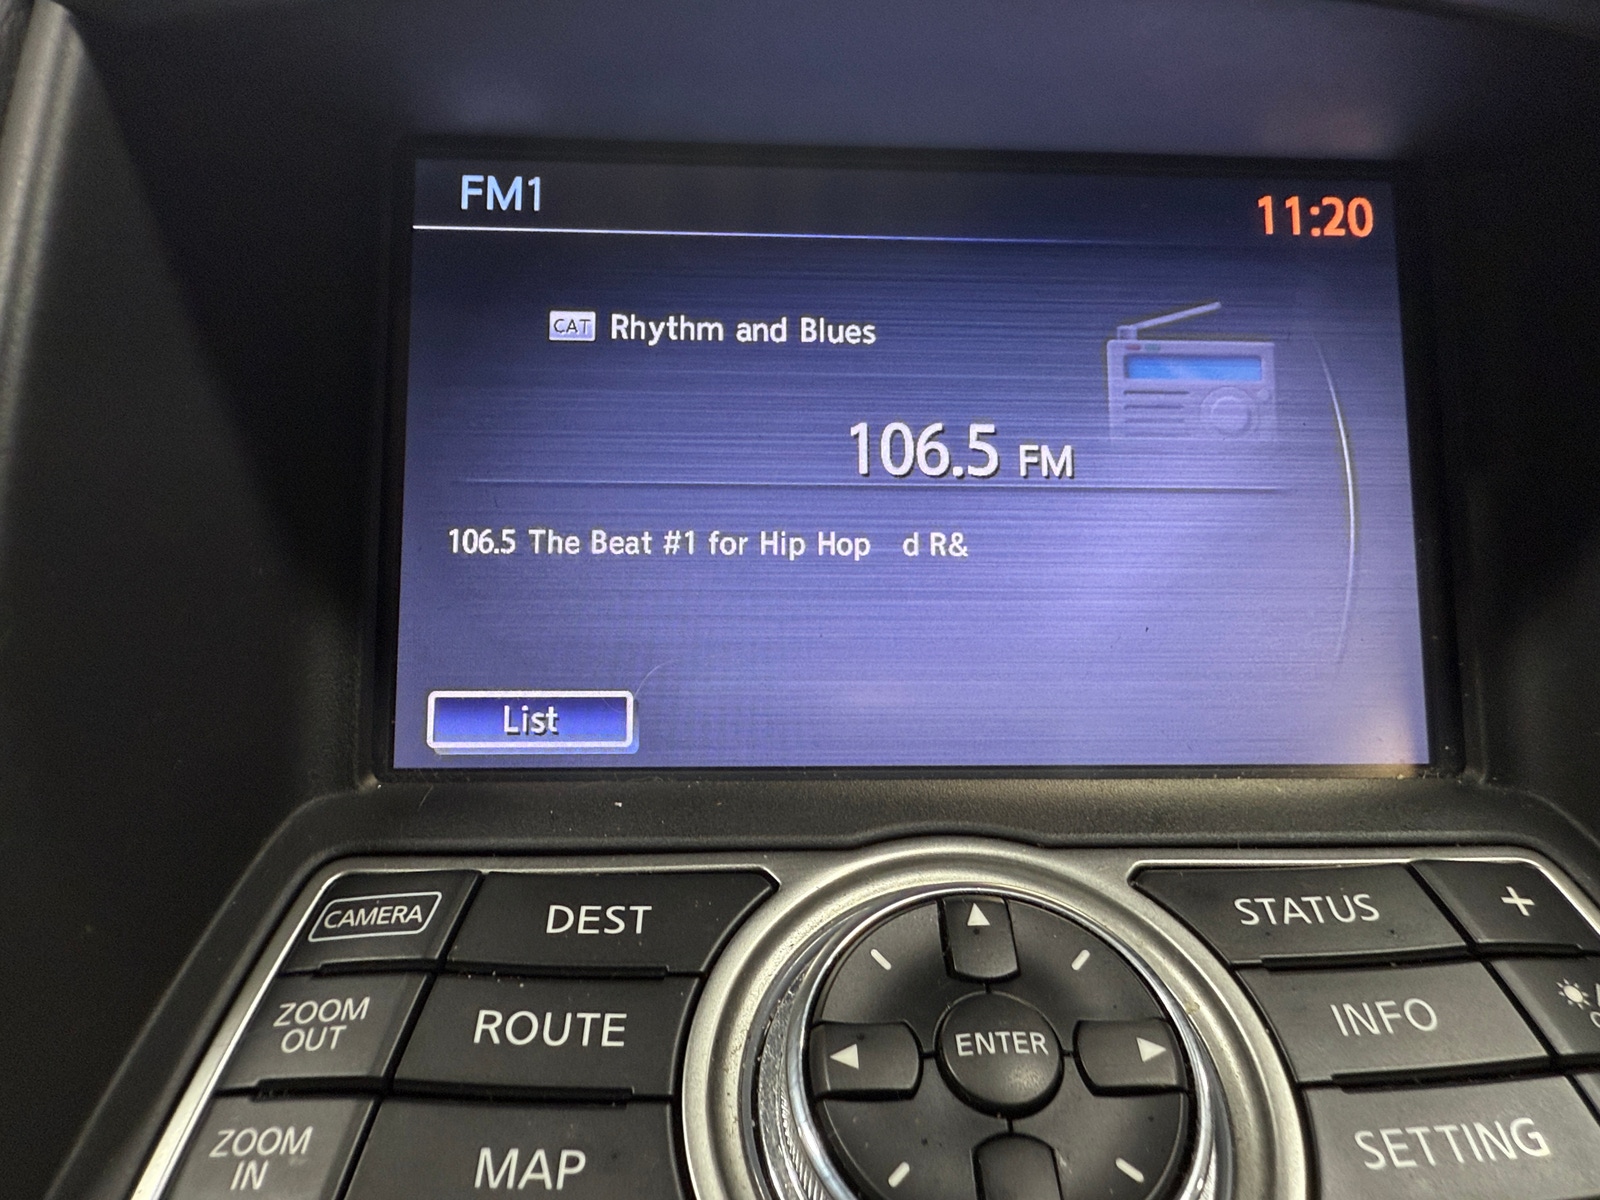 FM1
11:20
CAT Rhythm and Blues
106.5 FM
106.5 The Beat #1 for Hip Hop d R&
List
CAMERA
DEST
STATUS
+
ZOOM
OUT
ROUTE
ENTER
INFO
ZOOM
IN
MAP
SETTING